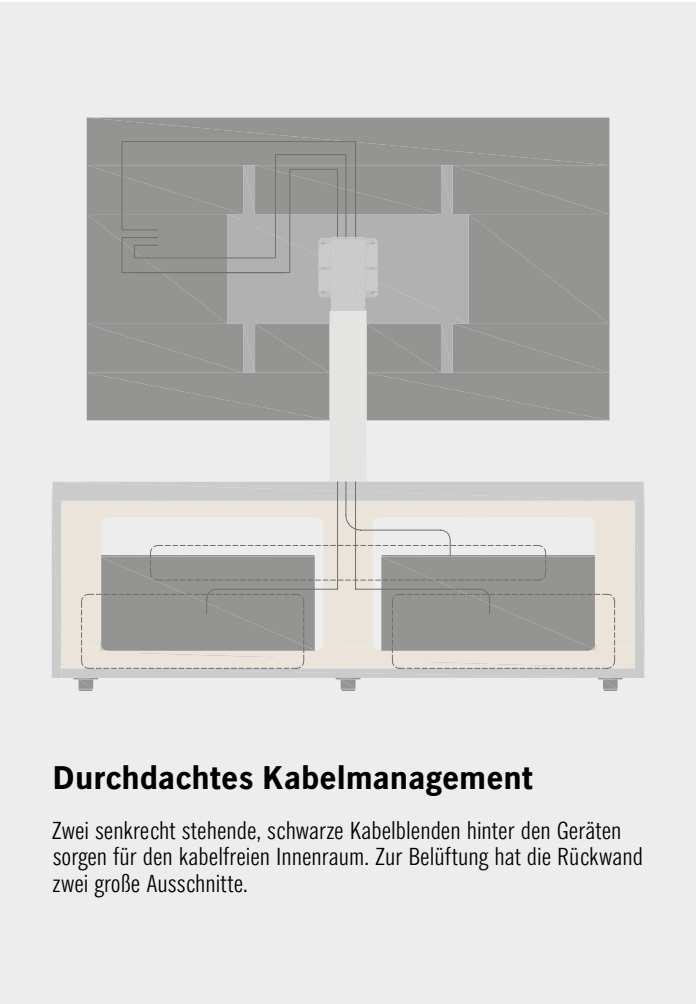 Durchdachtes Kabelmanagement
Zwei senkrecht stehende, schwarze Kabelblenden hinter den Geräten
sorgen für den kabelfreien Innenraum. Zur Belüftung hat die Rückwand
zwei große Ausschnitte.